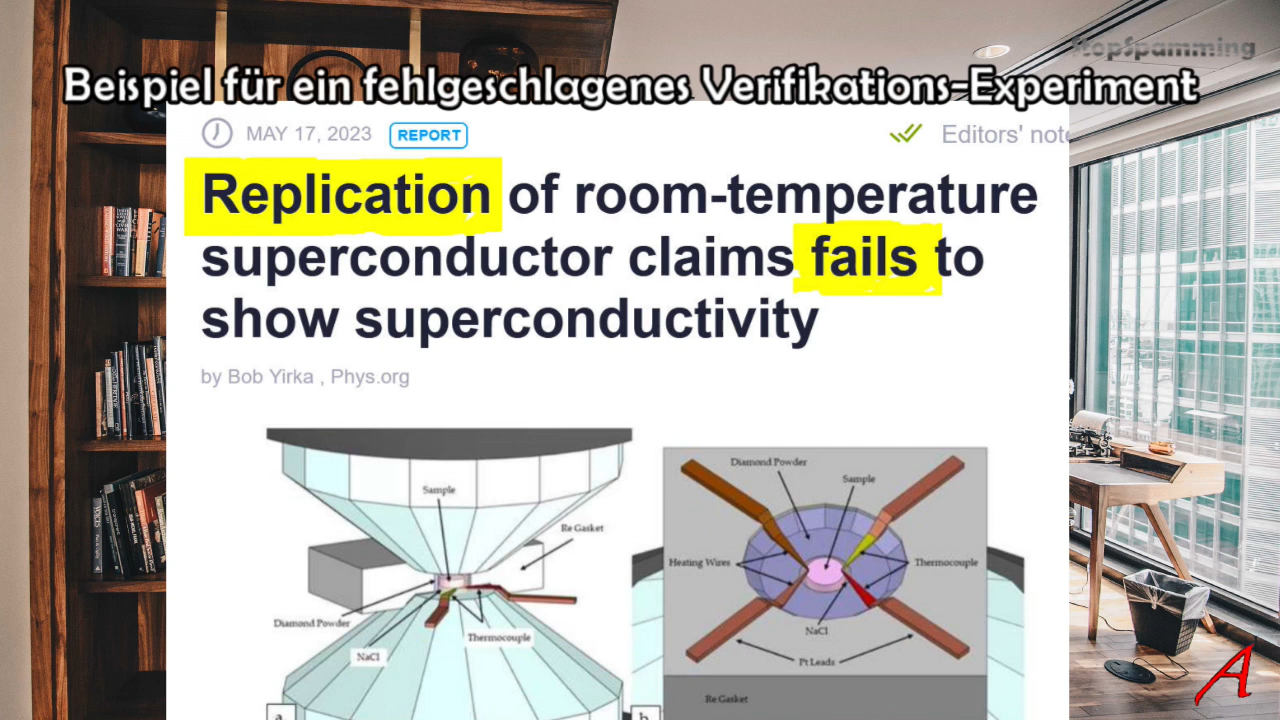 StopSpamming
Beispiel für ein fehlgeschlagenes Verifikations-Experiment
MAY 17, 2023 REPORT Editors' note
Replication of room-temperature
superconductor claims fails to
show superconductivity
by Bob Yirka , Phys.org
Diamond Powder
Sample
Sample
Re Gasket
Heating Wires
Thermocouple
Diamond Powder
NaCl
Thermocouple
NaCl
Pt Leads
Re Gasket
a
b
A